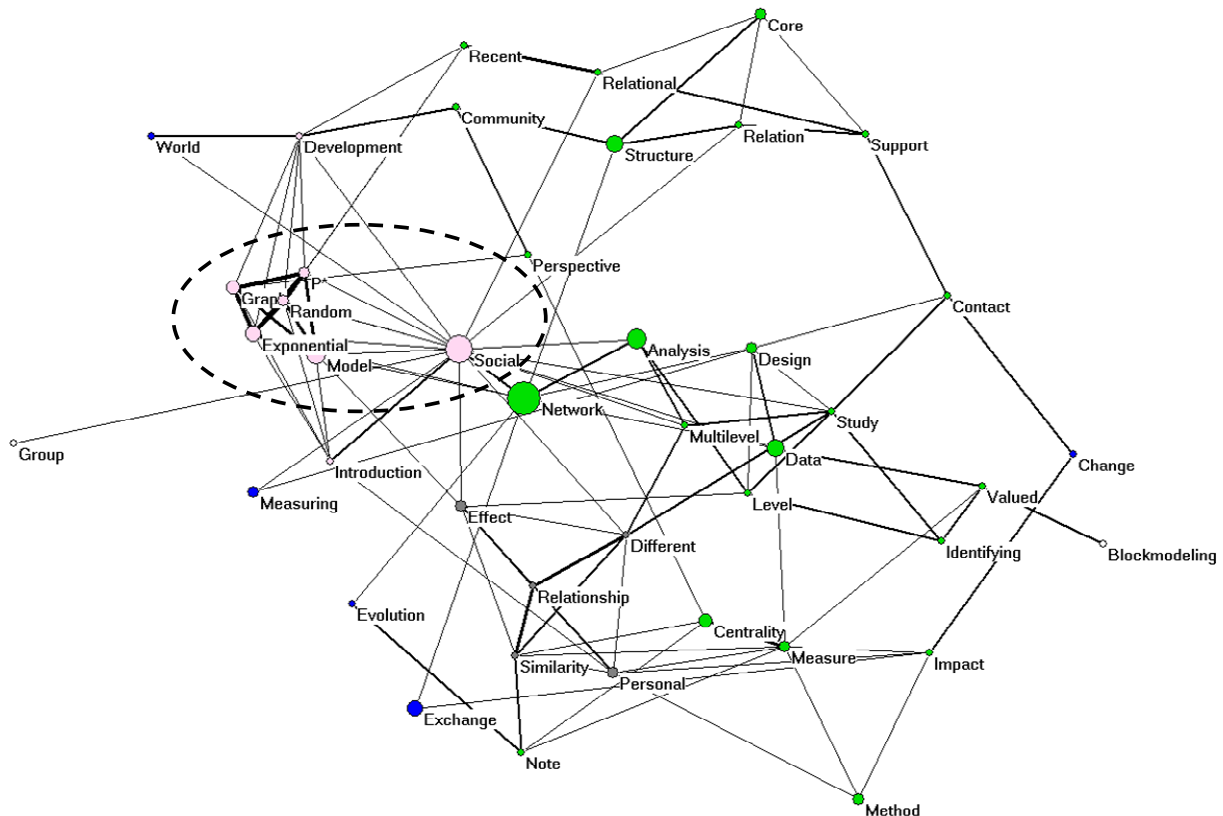 Core
Recent
Relational
Community
Relation
World
Development
Structure
Support
Perspective
P*
Graph
Random
Contact
Exponential
Social
Analysis
Design
Model
Network
Study
Multilevel
Group
Introduction
Data
Change
Measuring
Level
Valued
Effect
Different
Identifying
Blockmodeling
Relationship
Evolution
Centrality
Measure
Similarity
Impact
Personal
Exchange
Note
Method